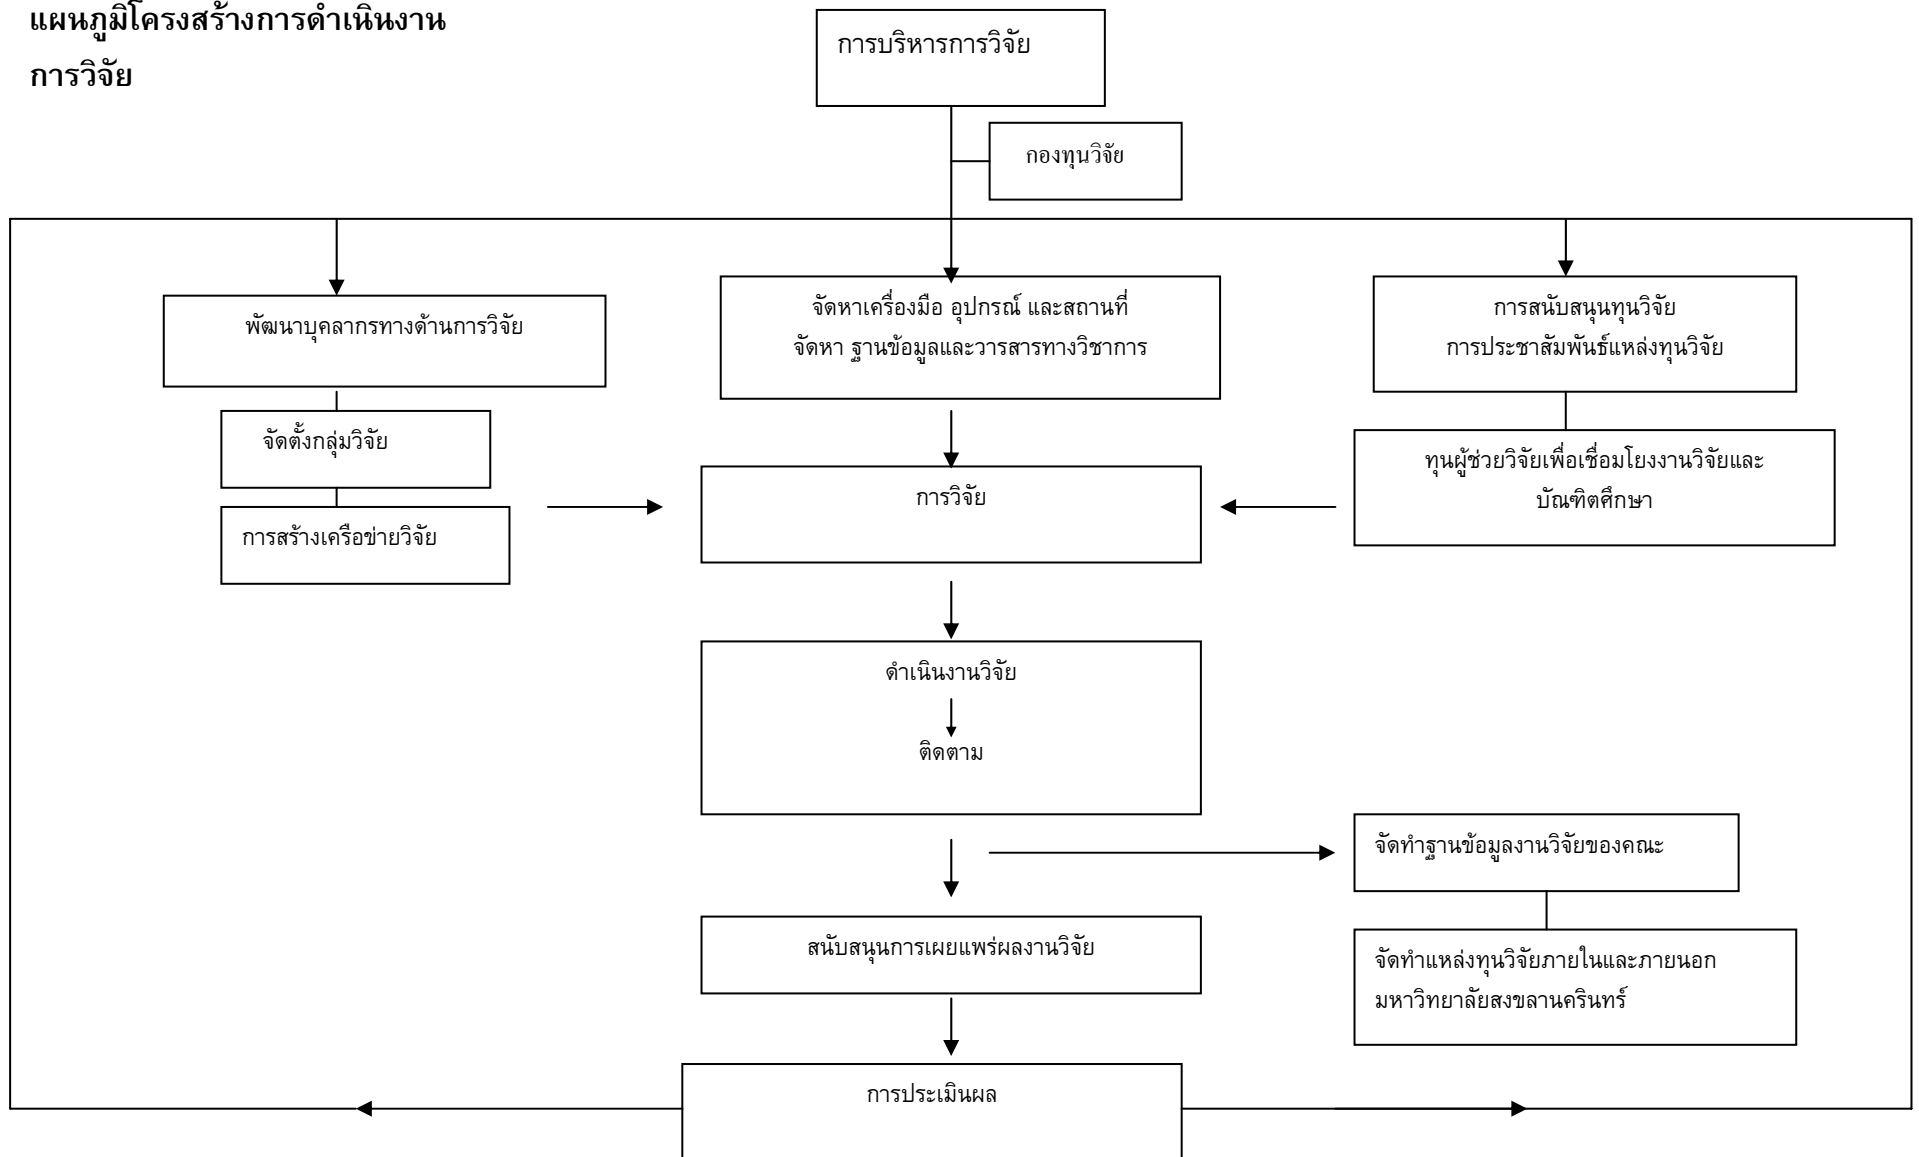 แผนภูมิโครงสร้างการดำเนินงาน
การวิจัย
การบริหารการวิจัย
กองทุนวิจัย
พัฒนาบุคลากรทางด้านการวิจัย
จัดหาเครื่องมือ อุปกรณ์ และสถานที่
จัดหา ฐานข้อมูลและวารสารทางวิชาการ
การสนับสนุนทุนวิจัย
การประชาสัมพันธ์แหล่งทุนวิจัย
จัดตั้งกลุ่มวิจัย
การสร้างเครือข่ายวิจัย
การวิจัย
ทุนผู้ช่วยวิจัยเพื่อเชื่อมโยงงานวิจัยและ
บัณฑิตศึกษา
ดำเนินงานวิจัย
ติดตาม
จัดทำฐานข้อมูลงานวิจัยของคณะ
สนับสนุนการเผยแพร่ผลงานวิจัย
จัดทำแหล่งทุนวิจัยภายในและภายนอก
มหาวิทยาลัยสงขลานครินทร์
การประเมินผล